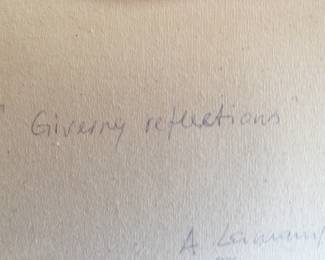 "Giverny reflections"
A